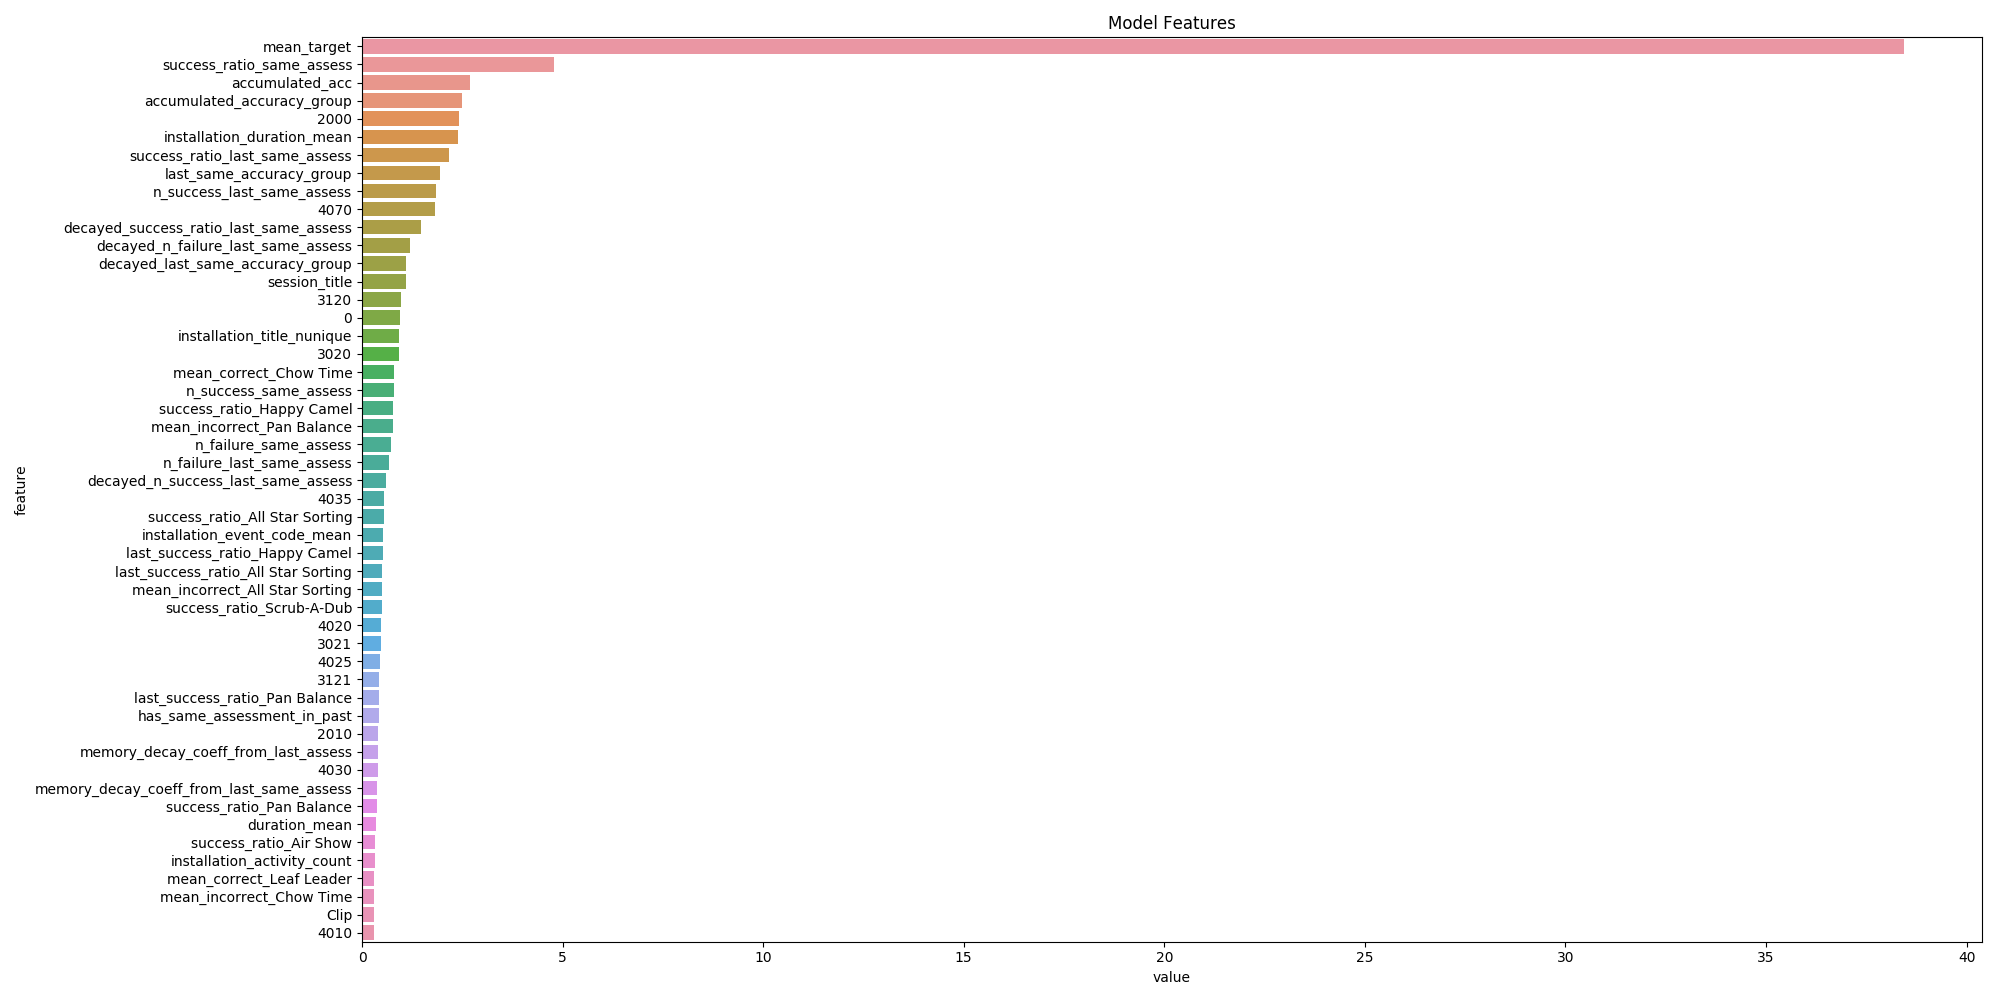 Model Features
mean_target
success_ratio_same_assess
accumulated_acc
accumulated_accuracy_group
2000
installation_duration_mean
success_ratio_last_same_assess
last_same_accuracy_group
n_success_last_same_assess
4070
decayed_success_ratio_last_same_assess
decayed_n_failure_last_same_assess
decayed_last_same_accuracy_group
session_title
3120
0
installation_title_nunique
3020
mean_correct_Chow Time
n_success_same_assess
success_ratio_Happy Camel
mean_incorrect_Pan Balance
n_failure_same_assess
n_failure_last_same_assess
decayed_n_success_last_same_assess
4035
success_ratio_All Star Sorting
installation_event_code_mean
last_success_ratio_Happy Camel
last_success_ratio_All Star Sorting
mean_incorrect_All Star Sorting
success_ratio_Scrub-A-Dub
4020
3021
4025
3121
last_success_ratio_Pan Balance
has_same_assessment_in_past
2010
memory_decay_coeff_from_last_assess
4030
memory_decay_coeff_from_last_same_assess
success_ratio_Pan Balance
duration_mean
success_ratio_Air Show
installation_activity_count
mean_correct_Leaf Leader
mean_incorrect_Chow Time
Clip
4010
feature
0 5 10 15 20 25 30 35 40
value